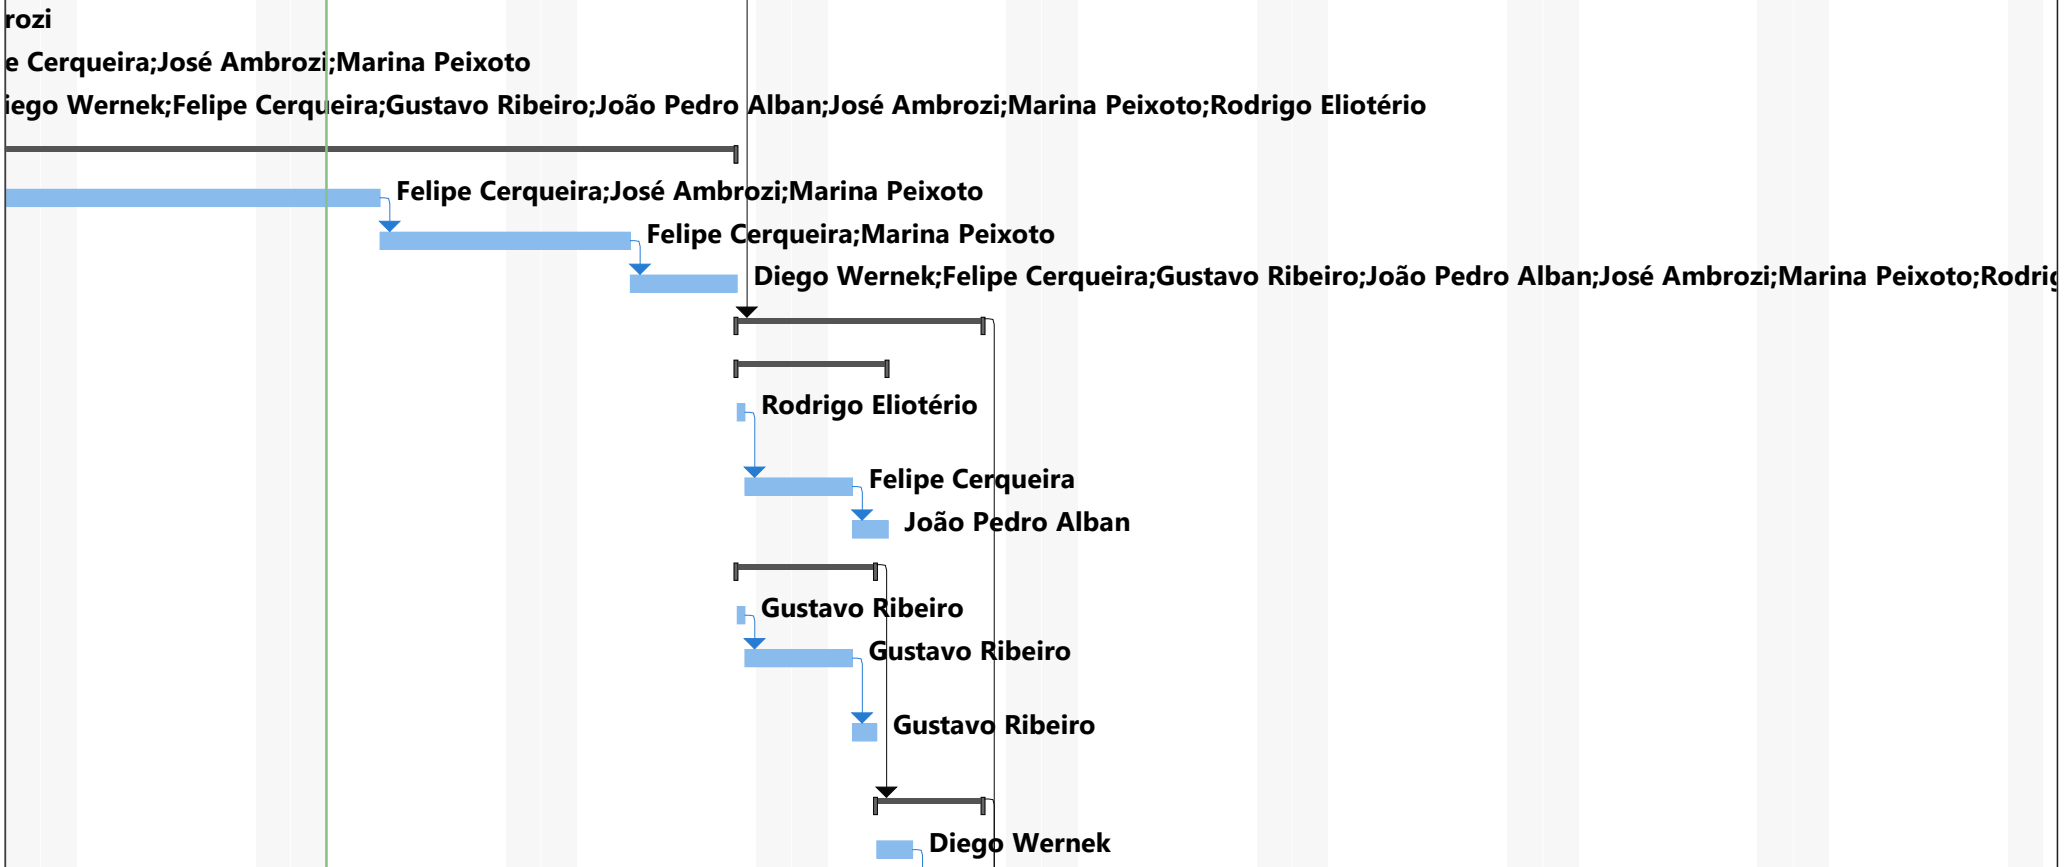 rozi
e Cerqueira;José Ambrozi;Marina Peixoto
iego Wernek;Felipe Cerqueira;Gustavo Ribeiro;João Pedro Alban;José Ambrozi;Marina Peixoto;Rodrigo Eliotério
Felipe Cerqueira;José Ambrozi;Marina Peixoto
Felipe Cerqueira;Marina Peixoto
Diego Wernek;Felipe Cerqueira;Gustavo Ribeiro;João Pedro Alban;José Ambrozi;Marina Peixoto;Rodrig
Rodrigo Eliotério
Felipe Cerqueira
João Pedro Alban
Gustavo Ribeiro
Gustavo Ribeiro
Gustavo Ribeiro
Diego Wernek